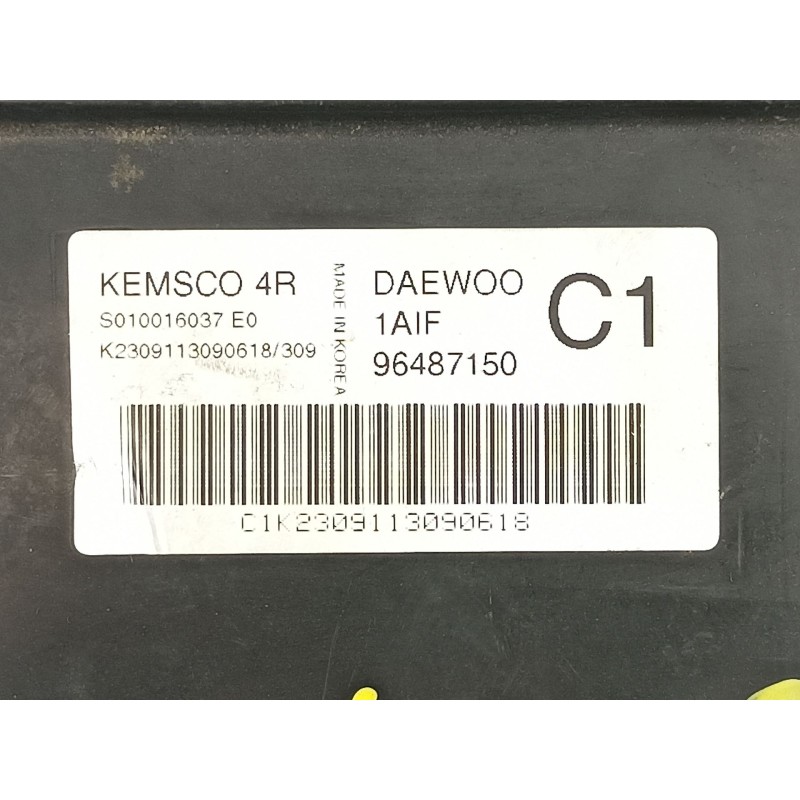 KEMSCO 4R
S010016037 E0
K2309113090618/309
MADE IN KOREA
DAEWOO
1AIF
96487150
C1
C1K2309113090618